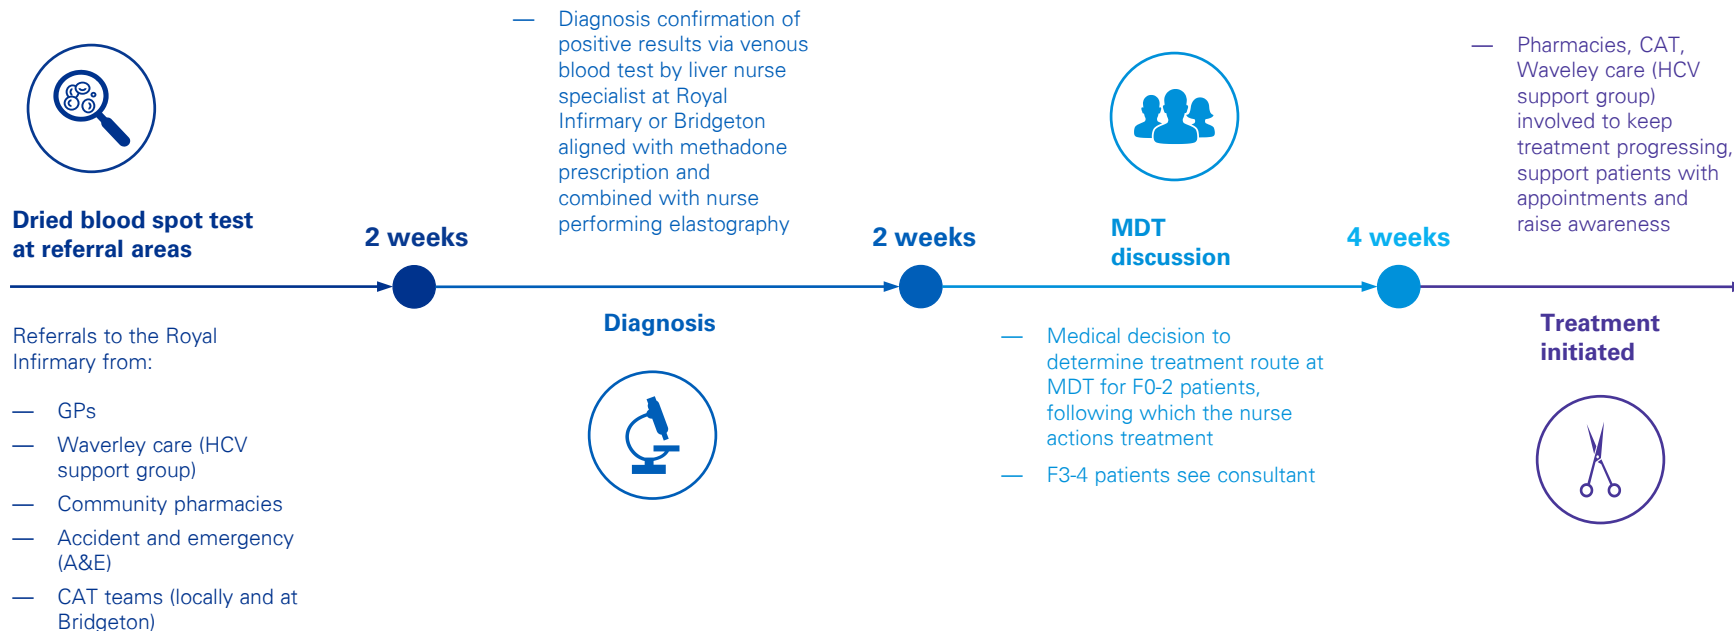 Dried blood spot test
at referral areas
Referrals to the Royal
Infirmary from:
— GPs
— Waverley care (HCV
support group)
— Community pharmacies
— Accident and emergency
(A&E)
— CAT teams (locally and at
Bridgeton)
2 weeks
— Diagnosis confirmation of
positive results via venous
blood test by liver nurse
specialist at Royal
Infirmary or Bridgeton
aligned with methadone
prescription and
combined with nurse
performing elastography
Diagnosis
2 weeks
MDT
discussion
— Medical decision to
determine treatment route at
MDT for F0-2 patients,
following which the nurse
actions treatment
— F3-4 patients see consultant
4 weeks
— Pharmacies, CAT,
Waveley care (HCV
support group)
involved to keep
treatment progressing,
support patients with
appointments and
raise awareness
Treatment
initiated